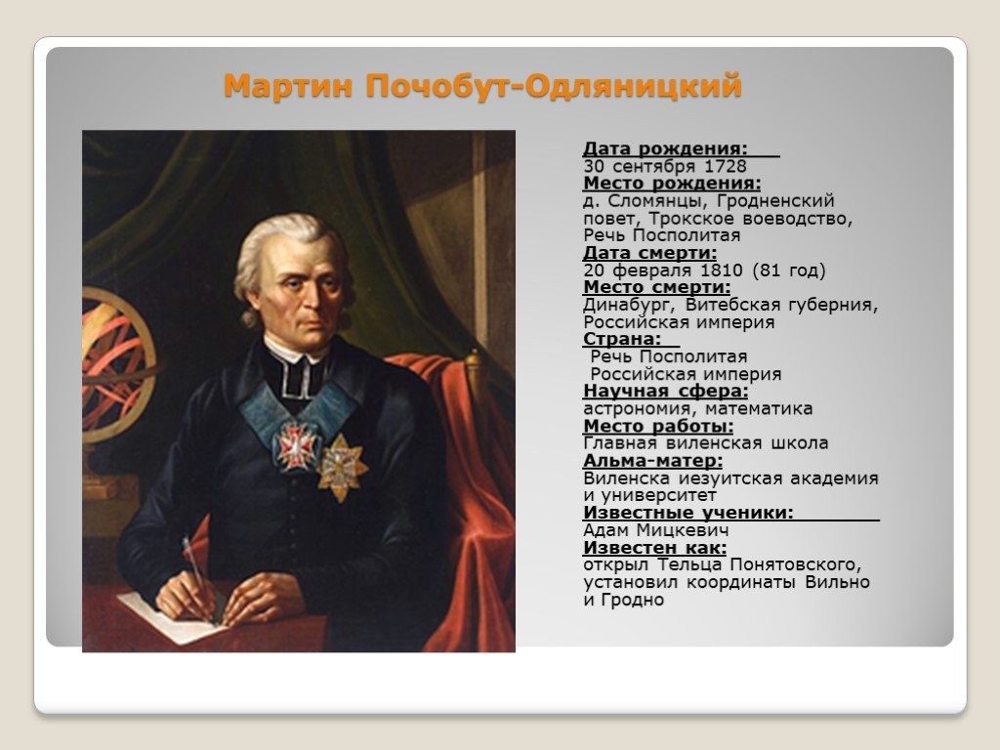 Мартин Почобут-Одляницкий
Дата рождения:
30 сентября 1728
Место рождения:
д. Сломянцы, Гродненский
повет, Трокское воеводство,
Речь Посполитая
Дата смерти:
20 февраля 1810 (81 год)
Место смерти:
Динабург, Витебская губерния,
Российская империя
Страна:
Речь Посполитая
Российская империя
Научная сфера:
астрономия, математика
Место работы:
Главная виленская школа
Альма-матер:
Виленска иезуитская академия
и университет
Известные ученики:
Адам Мицкевич
Известен как:
открыл Тельца Понятовского,
установил координаты Вильно
и Гродно